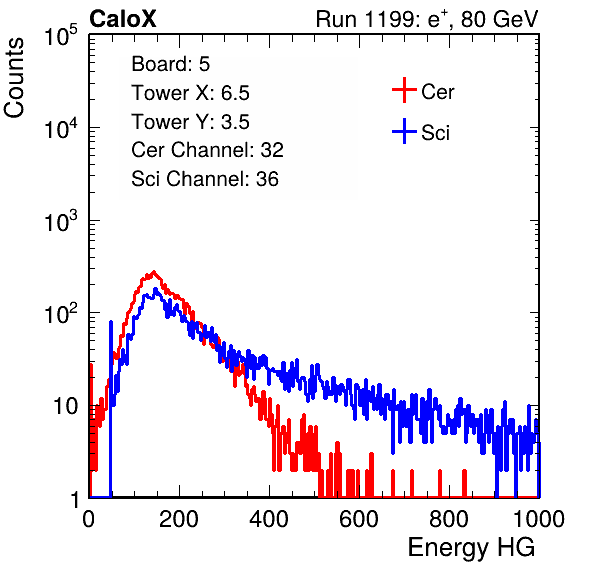 CaloX Run 1199: e⁺, 80 GeV
Counts
Board: 5
Tower X: 6.5
Tower Y: 3.5
Cer Channel: 32
Sci Channel: 36
Cer
Sci
10⁵
10⁴
10³
10²
10
1
0 200 400 600 800 1000
Energy HG